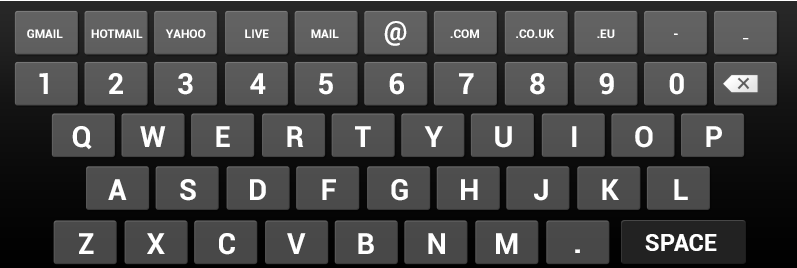 GMAIL HOTMAIL YAHOO LIVE MAIL @ .COM .CO.UK .EU - _
1 2 3 4 5 6 7 8 9 0
Q W E R T Y U I O P
A S D F G H J K L
Z X C V B N M . SPACE